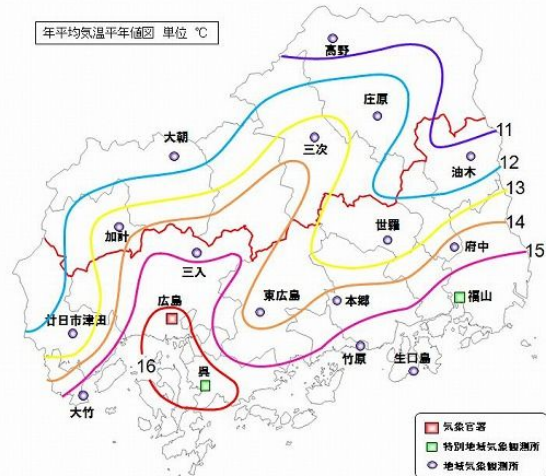 年平均気温平年値図 単位 ℃
高野
庄原
大朝
三次
11
油木
12
13
加計
世羅
14
府中
三入
15
広島
東広島
本郷
福山
廿日市津田
16
呉
竹原
生口島
大竹
気象官署
特別地域気象観測所
地域気象観測所